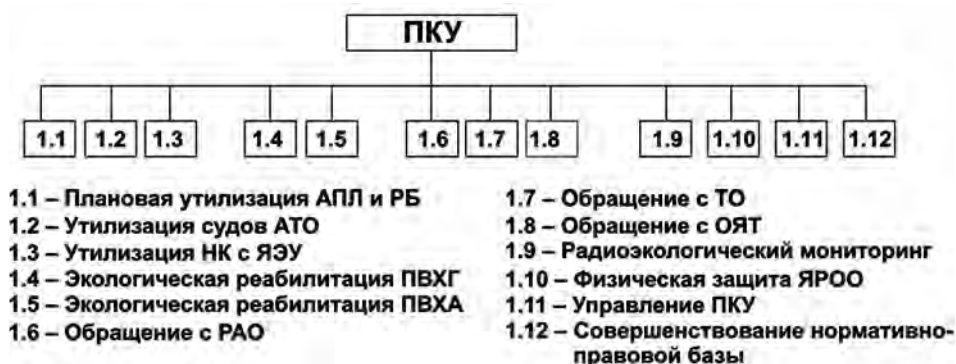 ПКУ
1.1 1.2 1.3 1.4 1.5 1.6 1.7 1.8 1.9 1.10 1.11 1.12
1.1 – Плановая утилизация АПЛ и РБ
1.2 – Утилизация судов АТО
1.3 – Утилизация НК с ЯЭУ
1.4 – Экологическая реабилитация ПВХГ
1.5 – Экологическая реабилитация ПВХА
1.6 – Обращение с РАО
1.7 – Обращение с ТО
1.8 – Обращение с ОЯТ
1.9 – Радиоэкологический мониторинг
1.10 – Физическая защита ЯРОО
1.11 – Управление ПКУ
1.12 – Совершенствование нормативно-
правовой базы